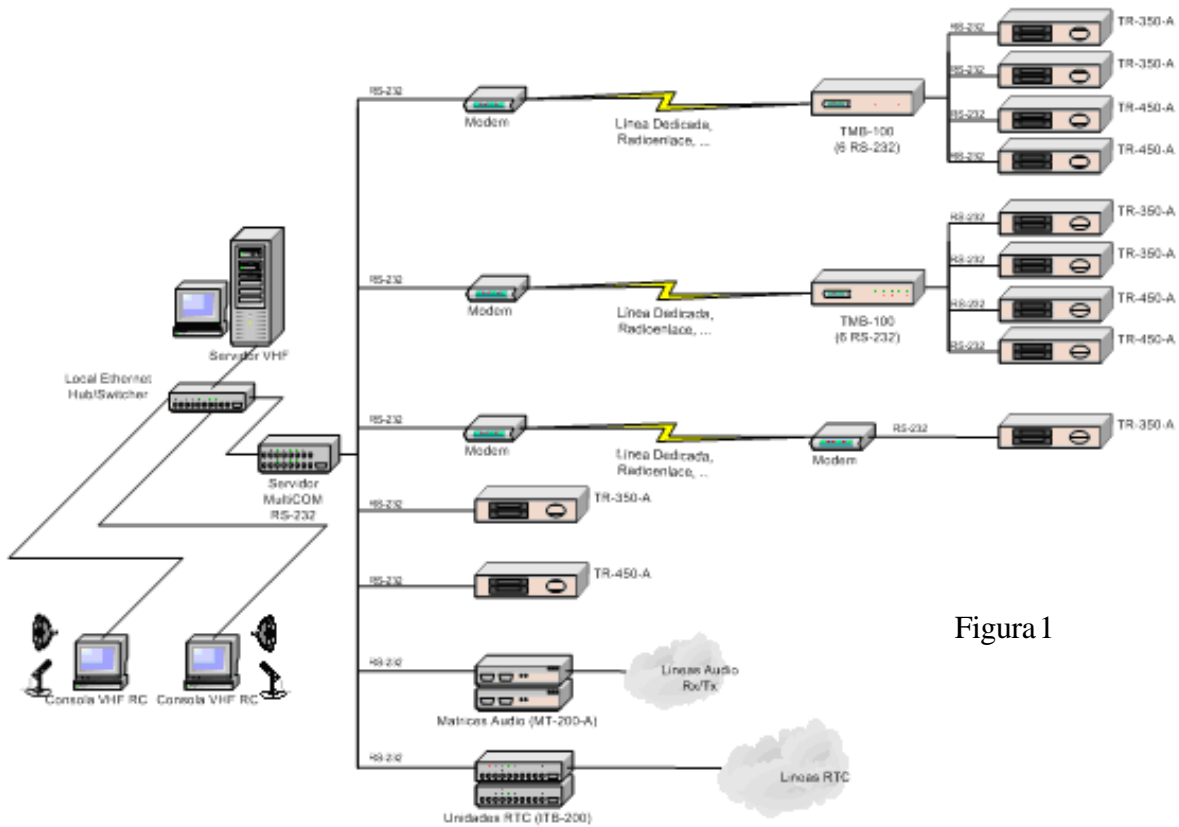 RS-232
TR-350-A
RS-232
TR-350-A
RS-232
TR-450-A
RS-232
TR-450-A
RS-232
Modem
Línea Dedicada,
Radioenlace, ...
TMB-100
(6 RS-232)
RS-232
TR-350-A
RS-232
TR-350-A
RS-232
TR-450-A
RS-232
TR-450-A
RS-232
Modem
Línea Dedicada,
Radioenlace, ...
TMB-100
(6 RS-232)
Servidor VHF
Local Ethernet
Hub/Switcher
RS-232
Modem
Línea Dedicada,
Radioenlace, ...
Modem
RS-232
TR-350-A
Servidor
MultiCOM
RS-232
RS-232
TR-350-A
RS-232
TR-450-A
Consola VHF RC
Consola VHF RC
RS-232
Matrices Audio (MT-200-A)
Lineas Audio
Rx/Tx
RS-232
Unidades RTC (ITB-200)
Lineas RTC
Figura 1